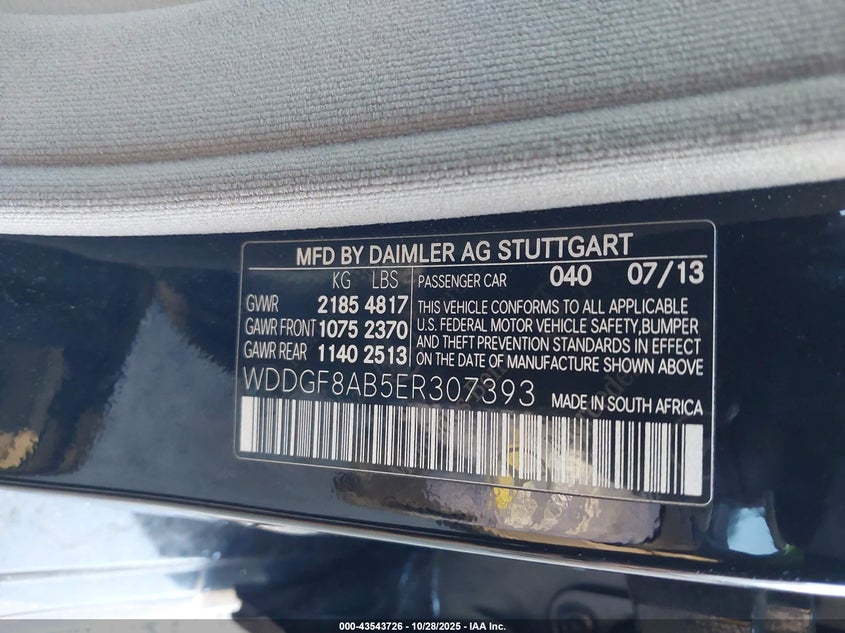 MFD BY DAIMLER AG STUTTGART
KG LBS PASSENGER CAR 040 07/13
GVWR 2185 4817
GAWR FRONT 1075 2370
GAWR REAR 1140 2513
THIS VEHICLE CONFORMS TO ALL APPLICABLE
U.S. FEDERAL MOTOR VEHICLE SAFETY,BUMPER
AND THEFT PREVENTION STANDARDS IN EFFECT
ON THE DATE OF MANUFACTURE SHOWN ABOVE
WDDGF8AB5ER307393 MADE IN SOUTH AFRICA
000-43543726 - 10/28/2025 - IAA Inc.